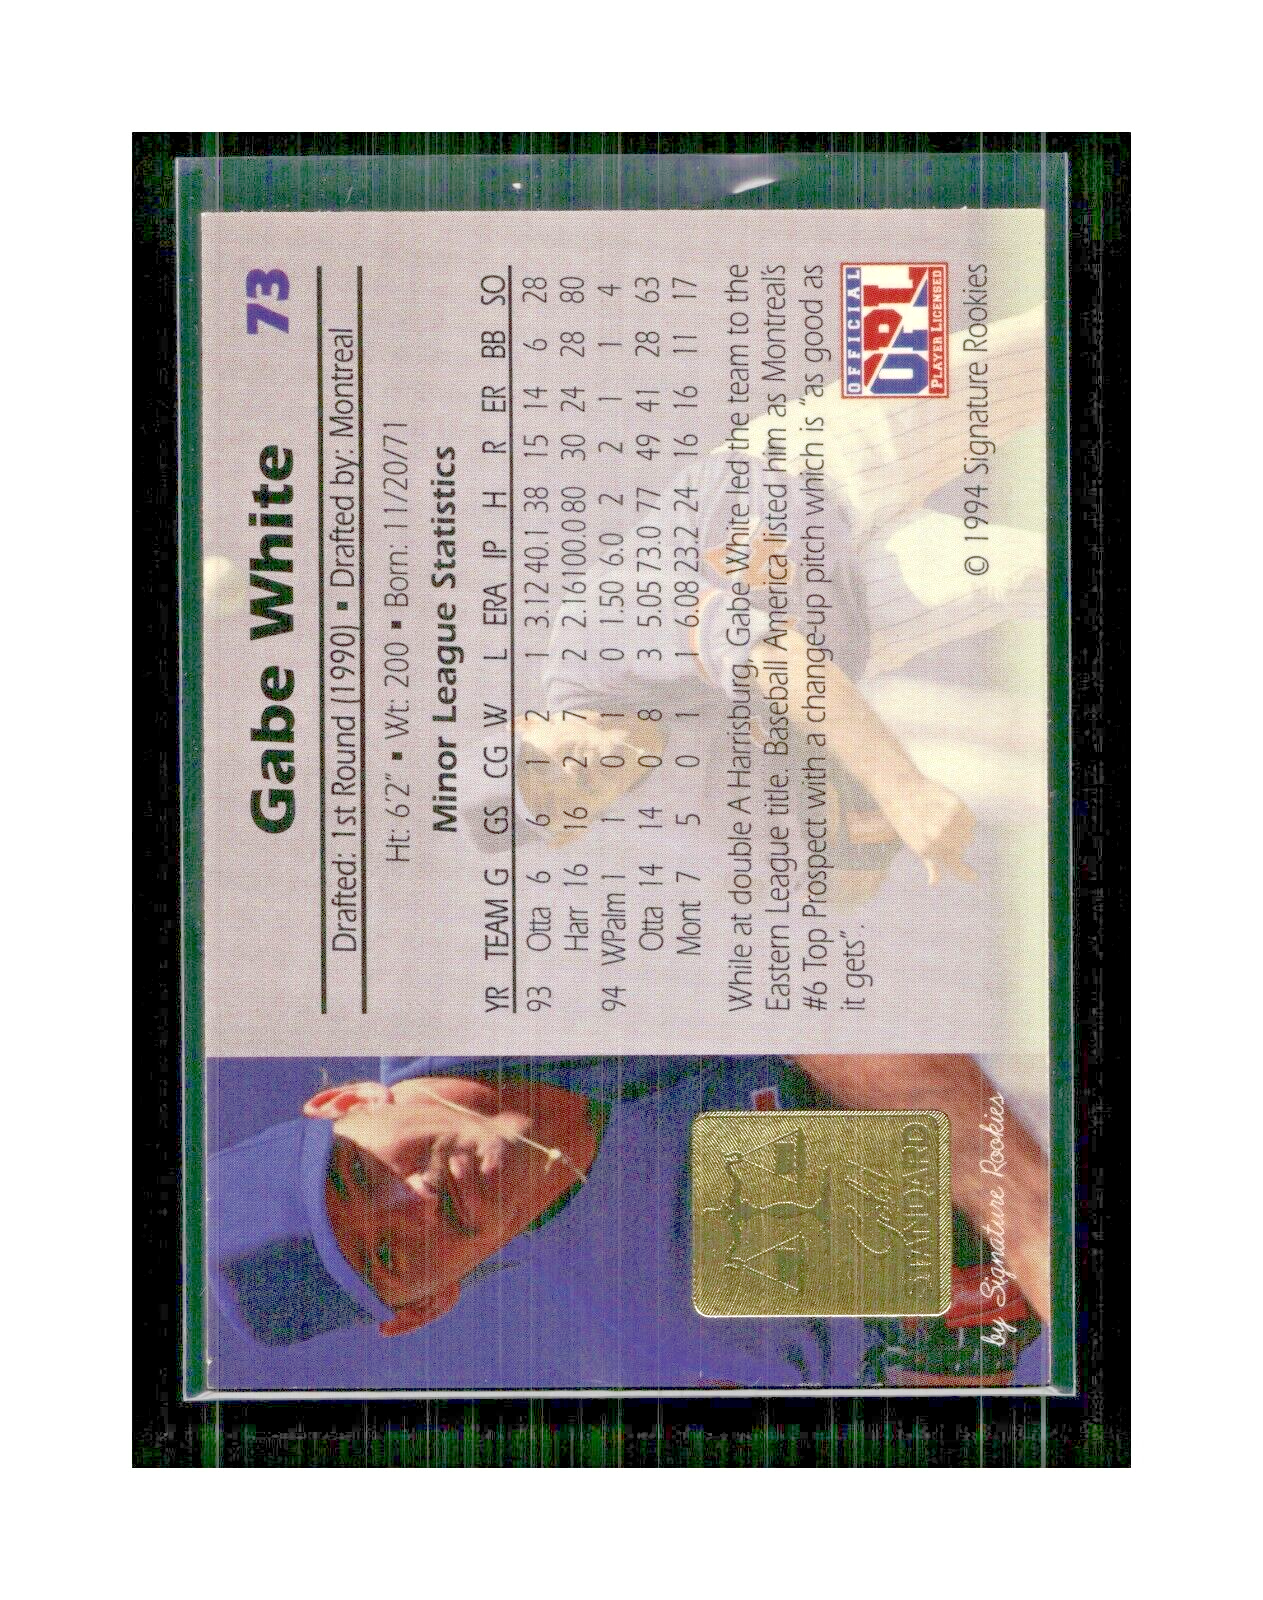 Gabe White 73
Drafted: 1st Round (1990) ▪ Drafted by: Montreal
Ht: 6'2" ▪ Wt: 200 ▪ Born: 11/20/71
Minor League Statistics
YR TEAM G GS CG W L ERA IP H R ER BB SO
93 Otta 6 6 1 2 1 3.12 40.1 38 15 14 6 28
Harr 16 16 2 7 2 2.16 100.0 80 30 24 28 80
94 WPalm 1 1 0 1 0 1.50 6.0 2 2 1 1 4
Otta 14 14 0 8 3 5.05 73.0 77 49 41 28 63
Mont 7 5 0 1 1 6.08 23.2 24 16 16 11 17
While at double A Harrisburg, Gabe White led the team to the
Eastern League title. Baseball America listed him as Montreal's
#6 Top Prospect with a change-up pitch which is "as good as
it gets".
OFFICIAL
OPL
PLAYER LICENSED
© 1994 Signature Rookies
Gold
STANDARD
by Signature Rookies